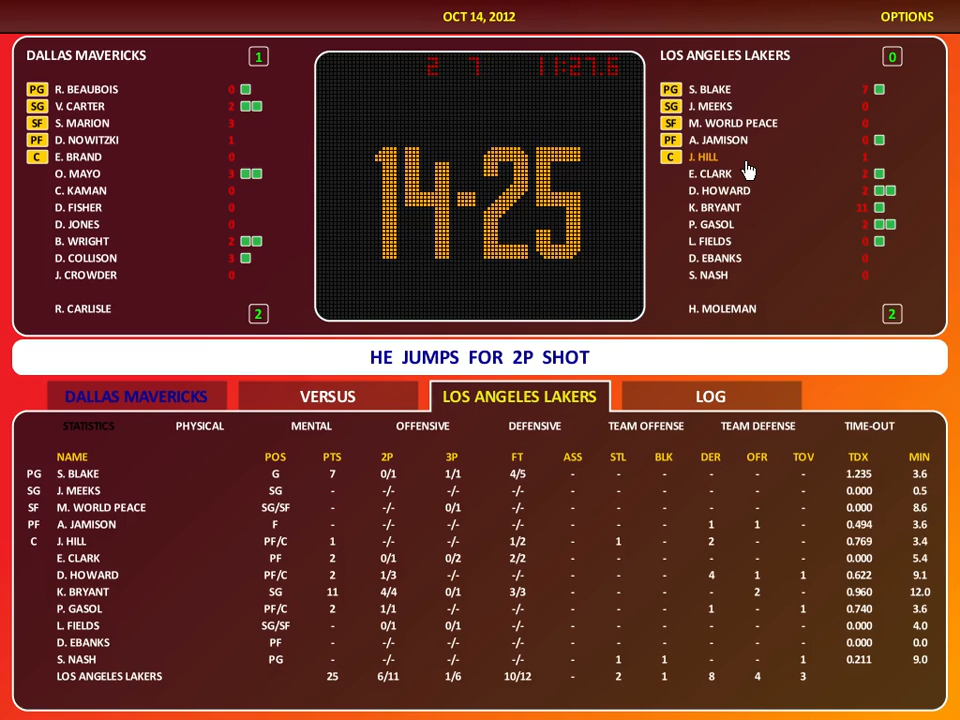 OCT 14, 2012 OPTIONS
DALLAS MAVERICKS 1
PG R. BEAUBOIS 0
SG V. CARTER 2
SF S. MARION 3
PF D. NOWITZKI 1
C E. BRAND 0
O. MAYO 3
C. KAMAN 0
D. FISHER 0
D. JONES 0
B. WRIGHT 2
D. COLLISON 3
J. CROWDER 0
R. CARLISLE 2
2 7 11:27.6
14-25
LOS ANGELES LAKERS 0
PG S. BLAKE 7
SG J. MEEKS 0
SF M. WORLD PEACE 0
PF A. JAMISON 0
C J. HILL 1
E. CLARK 2
D. HOWARD 2
K. BRYANT 11
P. GASOL 2
L. FIELDS 0
D. EBANKS 0
S. NASH 0
H. MOLEMAN 2
HE JUMPS FOR 2P SHOT
DALLAS MAVERICKS VERSUS LOS ANGELES LAKERS LOG
STATISTICS PHYSICAL MENTAL OFFENSIVE DEFENSIVE TEAM OFFENSE TEAM DEFENSE TIME-OUT
NAME POS PTS 2P 3P FT ASS STL BLK DER OFR TOV TDX MIN
PG S. BLAKE G 7 0/1 1/1 4/5 - - - - - - 1.235 3.6
SG J. MEEKS SG - -/- -/- -/- - - - - - - 0.000 0.5
SF M. WORLD PEACE SG/SF - -/- 0/1 -/- - - - - - - 0.000 8.6
PF A. JAMISON F - -/- -/- -/- - - - 1 1 - 0.494 3.6
C J. HILL PF/C 1 -/- -/- 1/2 - 1 - 2 - - 0.769 3.4
E. CLARK PF 2 0/1 0/2 2/2 - - - - - - 0.000 5.4
D. HOWARD PF/C 2 1/3 -/- -/- - - - 4 1 1 0.622 9.1
K. BRYANT SG 11 4/4 0/1 3/3 - - - - 2 - 0.960 12.0
P. GASOL PF/C 2 1/1 -/- -/- - - - 1 - 1 0.740 3.6
L. FIELDS SG/SF - 0/1 0/1 -/- - - - - - - 0.000 4.0
D. EBANKS PF - -/- -/- -/- - - - - - - 0.000 0.0
S. NASH PG - -/- -/- -/- - 1 1 - - 1 0.211 9.0
LOS ANGELES LAKERS 25 6/11 1/6 10/12 - 2 1 8 4 3